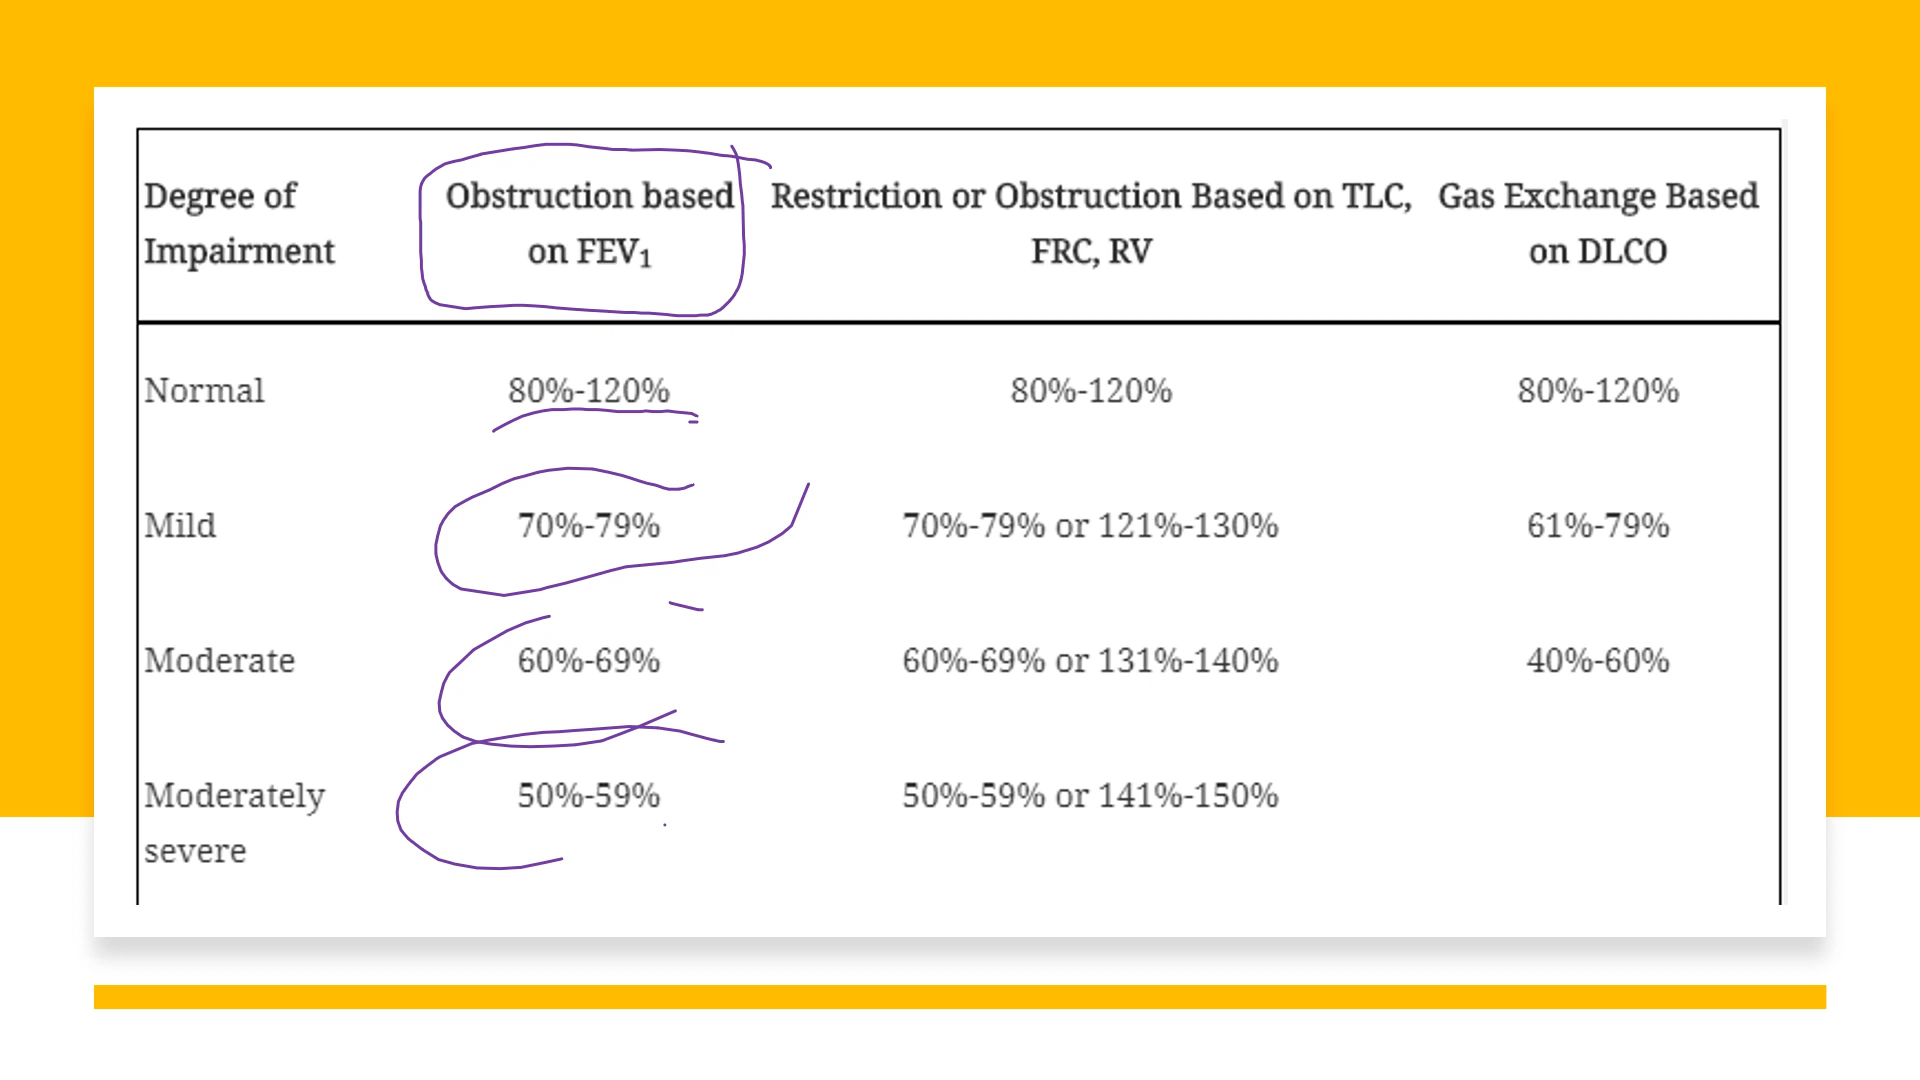 Degree of Obstruction based Restriction or Obstruction Based on TLC, Gas Exchange Based
Impairment on FEV₁ FRC, RV on DLCO
Normal 80%-120% 80%-120% 80%-120%
Mild 70%-79% 70%-79% or 121%-130% 61%-79%
Moderate 60%-69% 60%-69% or 131%-140% 40%-60%
Moderately 50%-59% 50%-59% or 141%-150%
severe